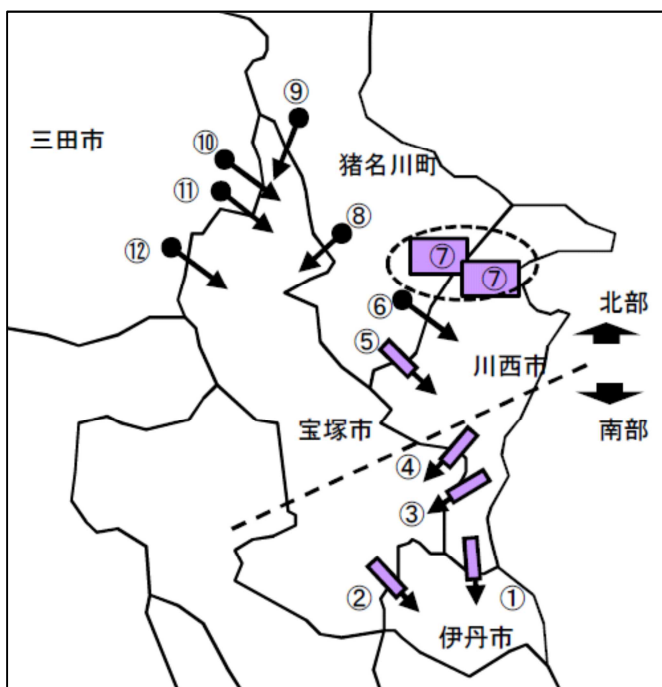 ⑨
三田市
⑩
猪名川町
⑪
⑧
⑫
⑦
⑦
⑥
北部
⑤
川西市
宝塚市
南部
④
③
②
①
伊丹市